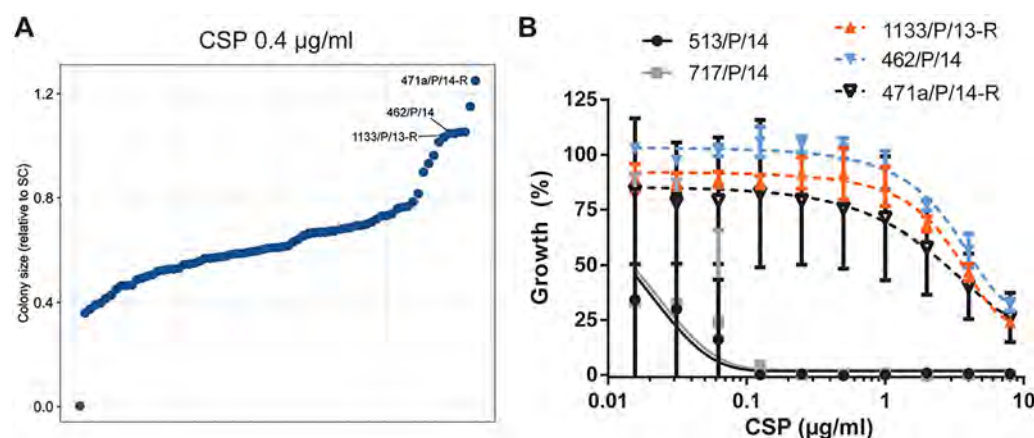 A
CSP 0.4 µg/ml
Colony size (relative to SC)
1.2
0.8
0.4
0.0
471a/P/14-R
462/P/14
1133/P/13-R
B
513/P/14
717/P/14
1133/P/13-R
462/P/14
471a/P/14-R
Growth (%)
125
100
75
50
25
0
0.01 0.1 1 10
CSP (µg/ml)